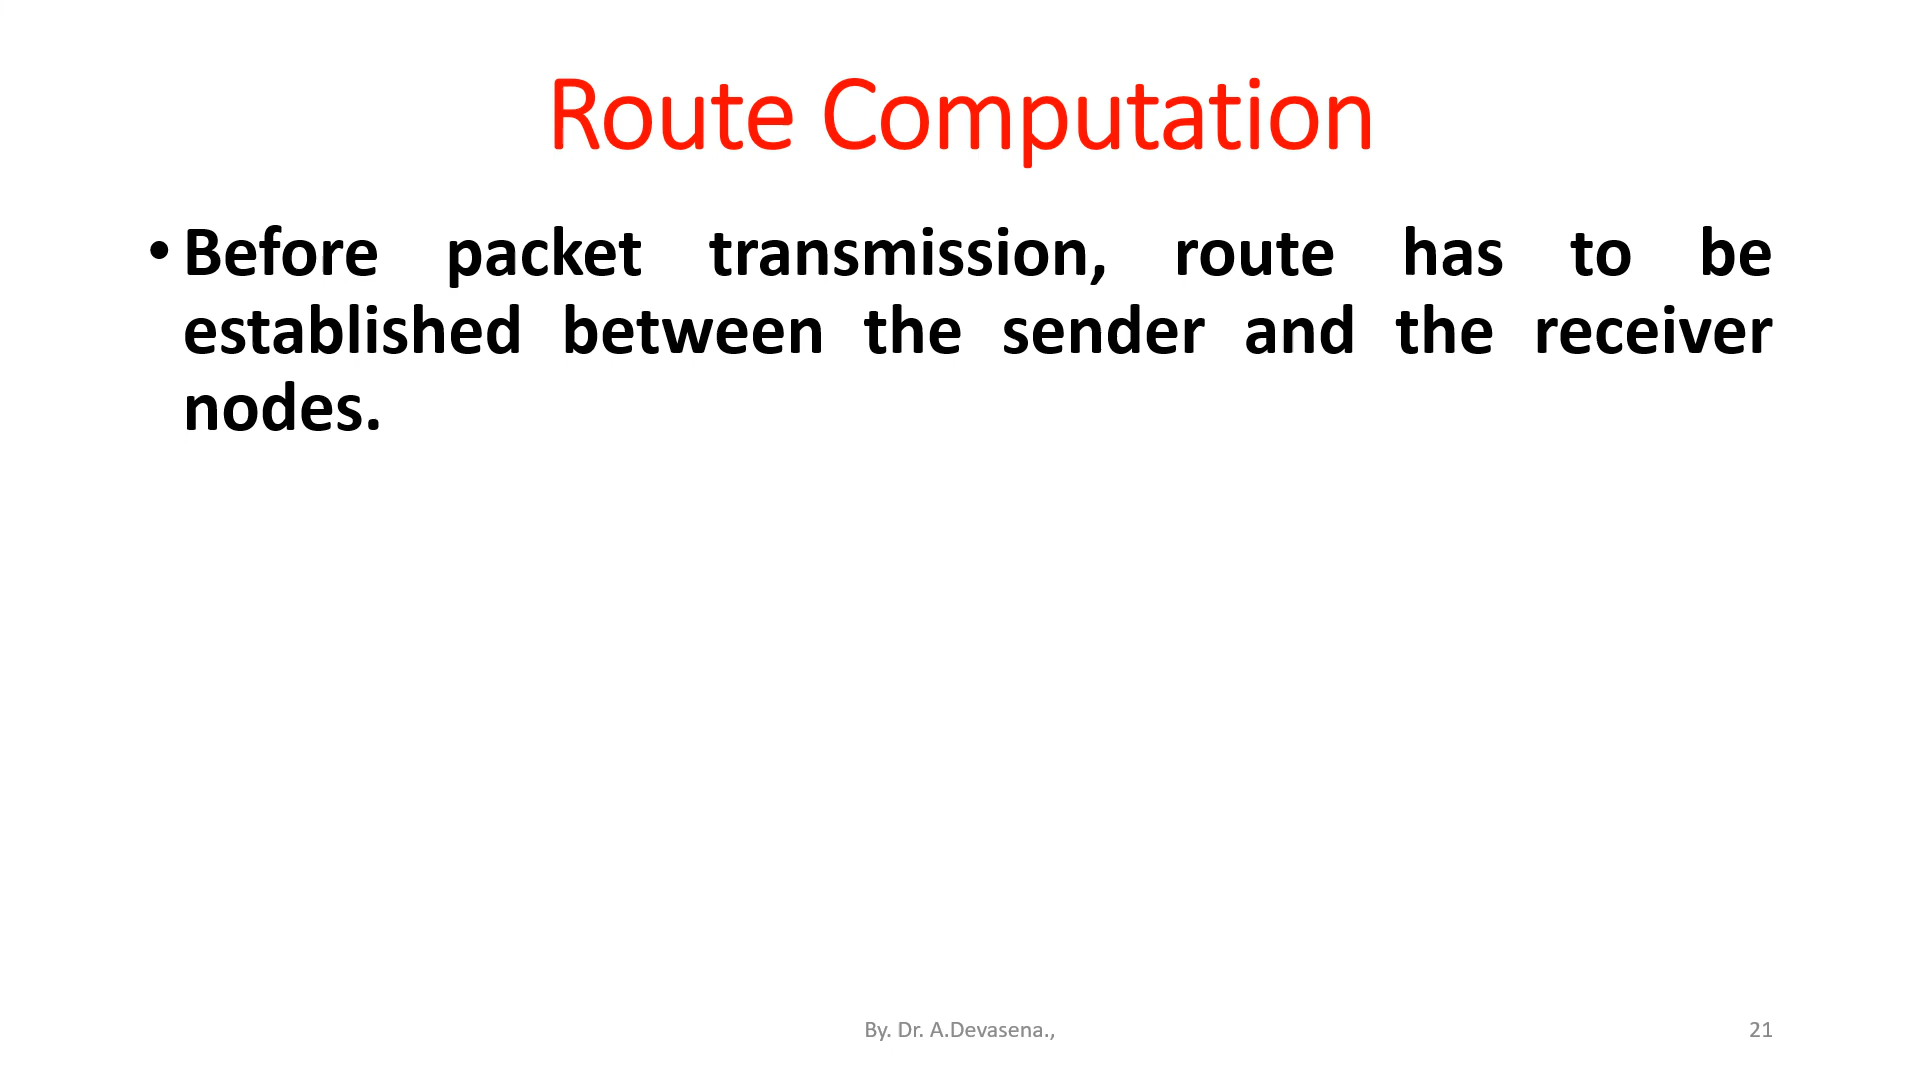 Route Computation
• Before packet transmission, route has to be
established between the sender and the receiver
nodes.
By. Dr. A.Devasena.,
21